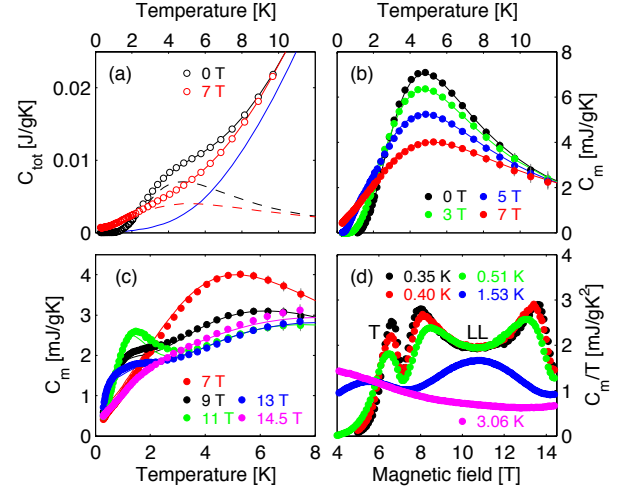 Temperature [K]
Temperature [K]
0 2 4 6 8 10
0 2 4 6 8 10
(a)
0 T
7 T
0.02
0.01
0
C_tot [J/gK]
(b)
0 T
5 T
3 T
7 T
8
6
4
2
0
C_m [mJ/gK]
(c)
7 T
9 T
13 T
11 T
14.5 T
4
3
2
1
0
C_m [mJ/gK]
0 2 4 6 8
Temperature [K]
(d)
0.35 K
0.51 K
0.40 K
1.53 K
T
LL
3.06 K
4
3
2
1
0
C_m/T [mJ/gK²]
4 6 8 10 12 14
Magnetic field [T]